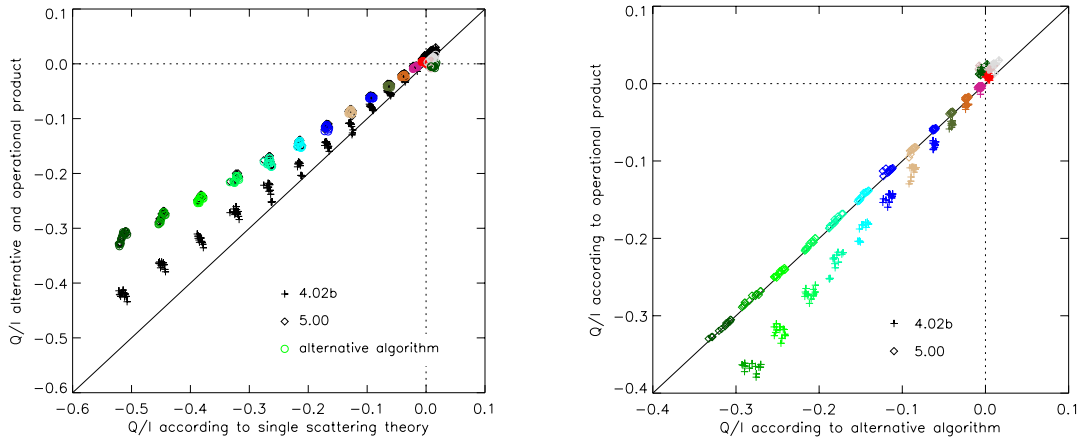 0.1
0.0
−0.1
−0.2
−0.3
−0.4
−0.5
−0.6
Q/I alternative and operational product
4.02b
5.00
alternative algorithm
−0.6 −0.5 −0.4 −0.3 −0.2 −0.1 0.0 0.1
Q/I according to single scattering theory
0.1
0.0
−0.1
−0.2
−0.3
−0.4
Q/I according to operational product
4.02b
5.00
−0.4 −0.3 −0.2 −0.1 0.0 0.1
Q/I according to alternative algorithm